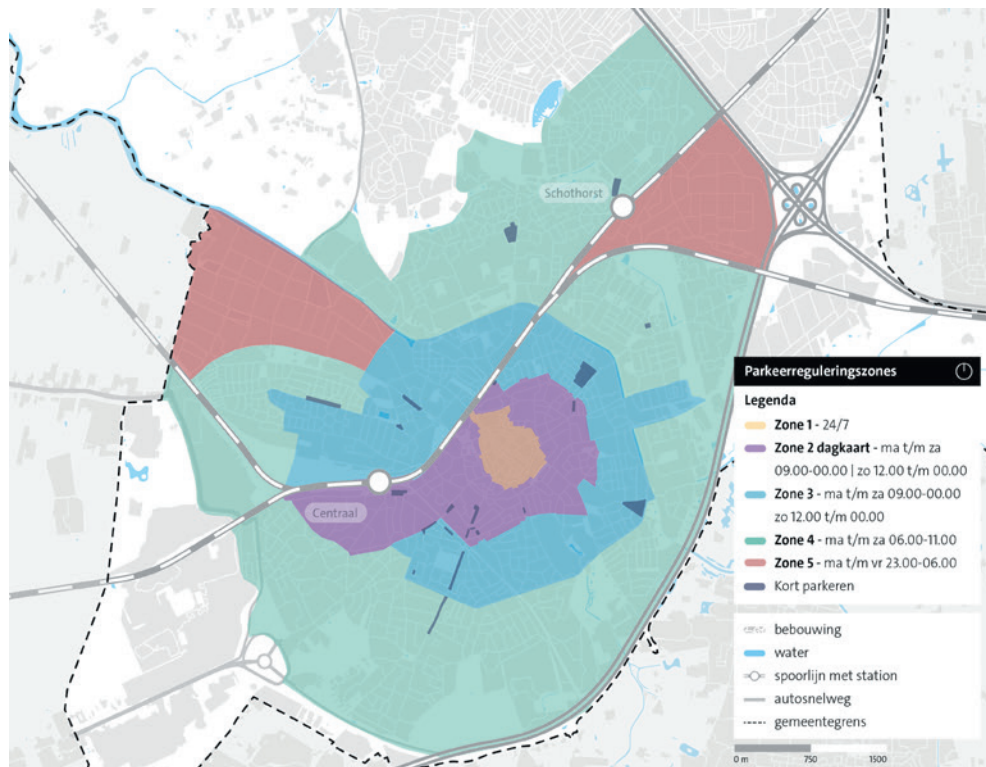 Schothorst
Centraal
Parkeerreguleringszones
Legenda
Zone 1 - 24/7
Zone 2 dagkaart - ma t/m za
09.00-00.00 | zo 12.00 t/m 00.00
Zone 3 - ma t/m za 09.00-00.00
zo 12.00 t/m 00.00
Zone 4 - ma t/m za 06.00-11.00
Zone 5 - ma t/m vr 23.00-06.00
Kort parkeren
bebouwing
water
spoorlijn met station
autosnelweg
gemeentegrens
0 m 750 1500